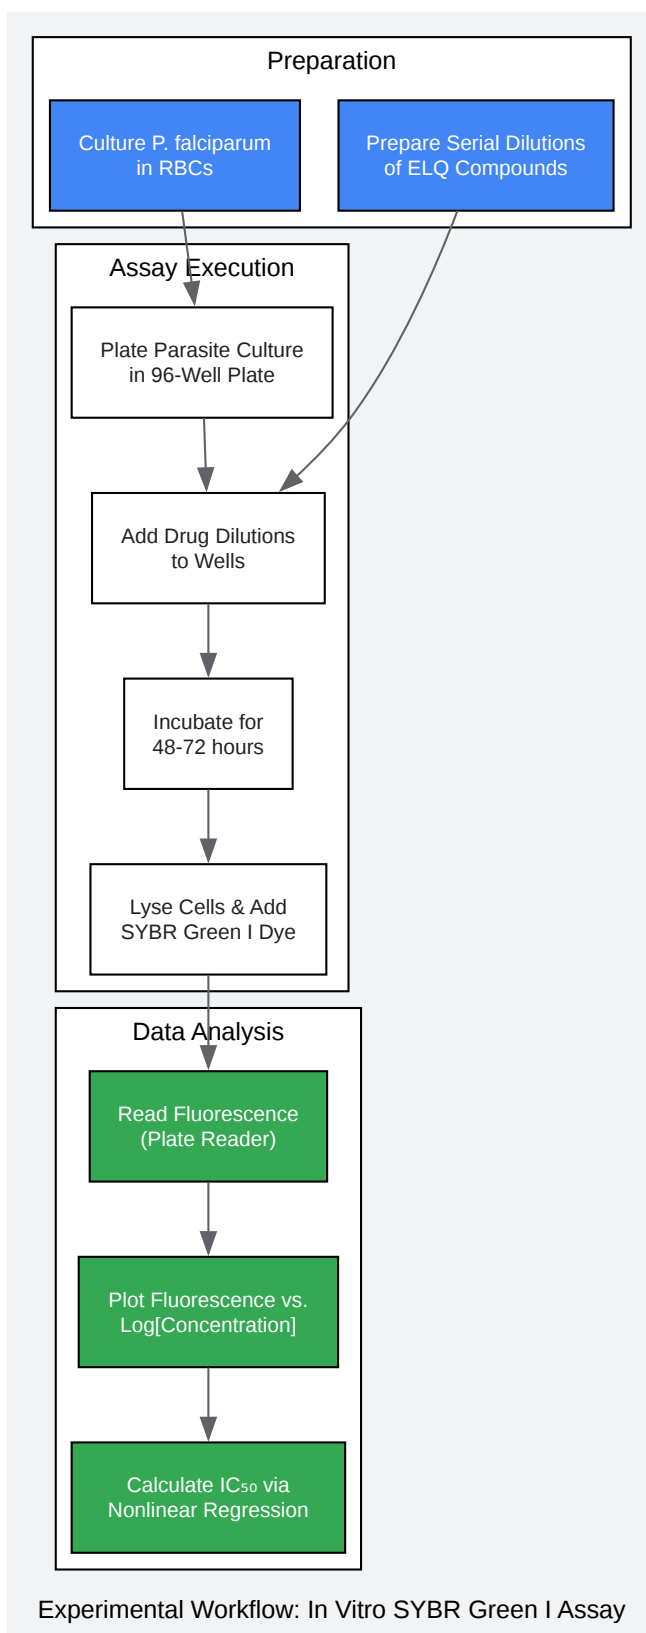 Preparation
Culture P. falciparum
in RBCs
Prepare Serial Dilutions
of ELQ Compounds
Assay Execution
Plate Parasite Culture
in 96-Well Plate
Add Drug Dilutions
to Wells
Incubate for
48-72 hours
Lyse Cells & Add
SYBR Green I Dye
Data Analysis
Read Fluorescence
(Plate Reader)
Plot Fluorescence vs.
Log[Concentration]
Calculate IC₅₀ via
Nonlinear Regression
Experimental Workflow: In Vitro SYBR Green I Assay